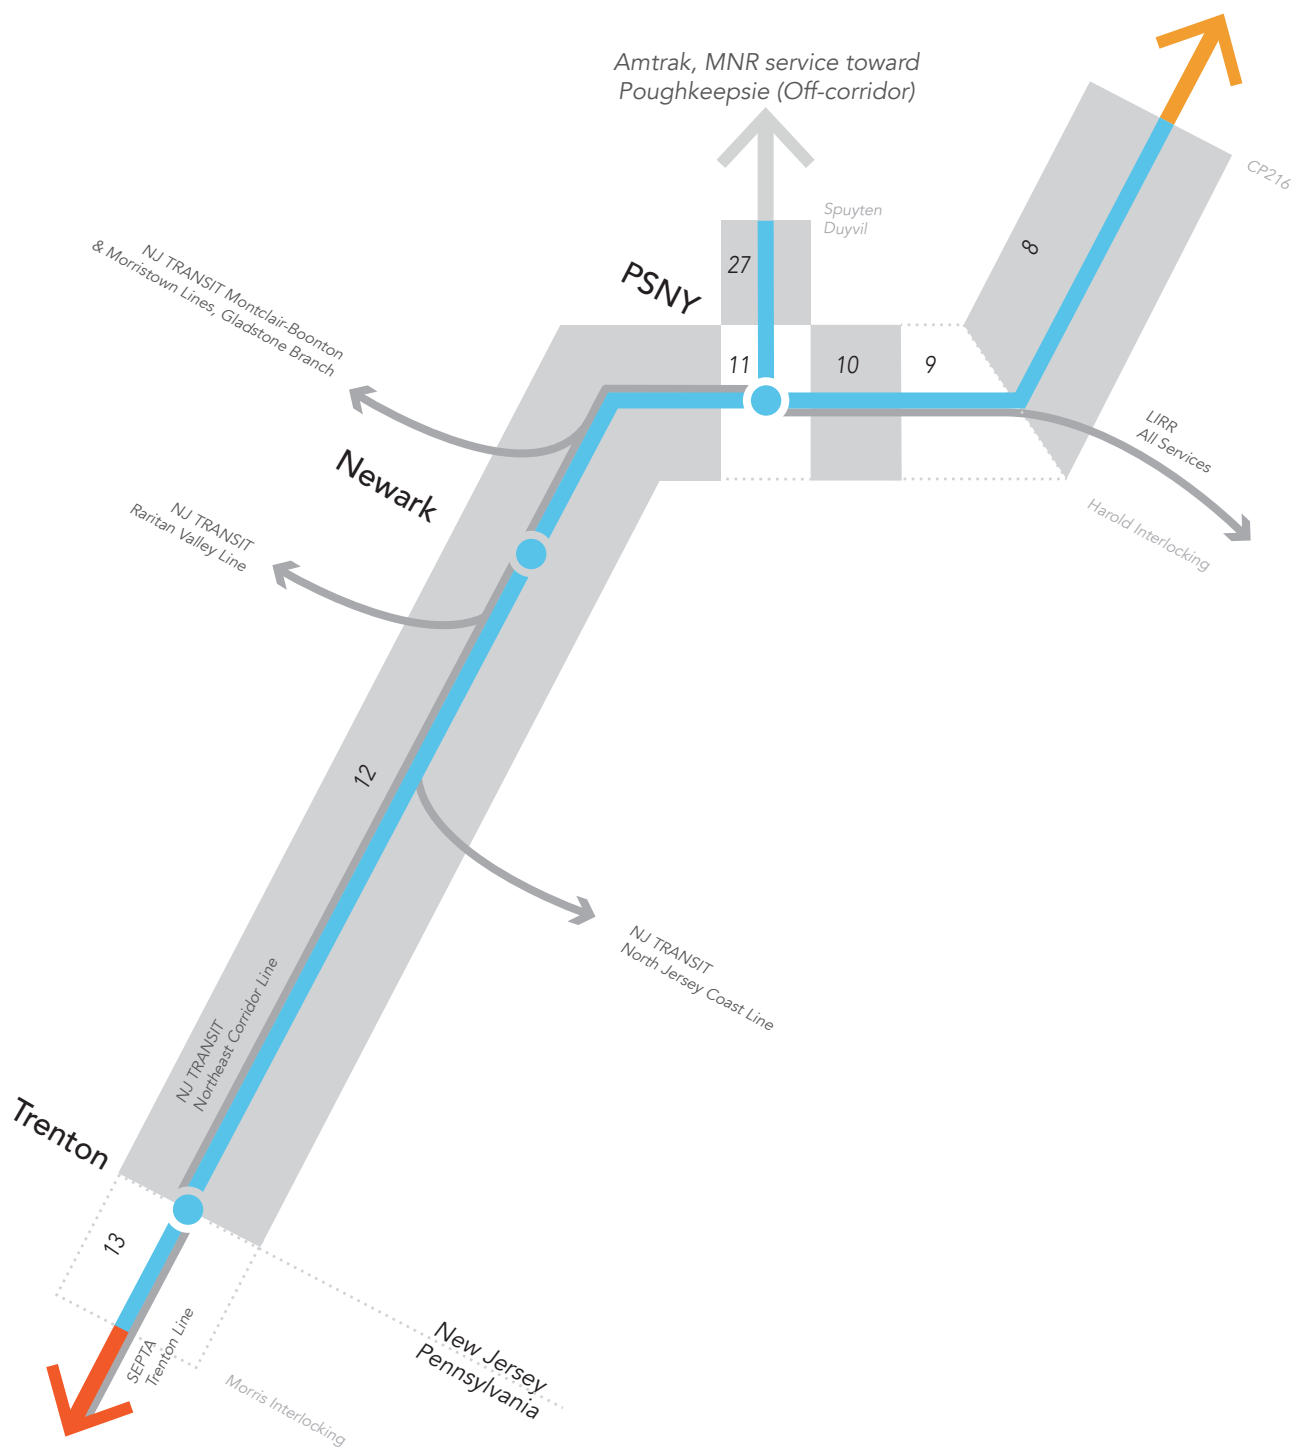 Amtrak, MNR service toward
Poughkeepsie (Off-corridor)
CP216
Spuyten
Duyvil
8
27
PSNY
NJ TRANSIT Montclair-Boonton
& Morristown Lines, Gladstone Branch
11
10
9
LIRR
All Services
Newark
Harold Interlocking
NJ TRANSIT
Raritan Valley Line
12
NJ TRANSIT
North Jersey Coast Line
NJ TRANSIT
Northeast Corridor Line
Trenton
13
SEPTA
Trenton Line
New Jersey
Pennsylvania
Morris Interlocking